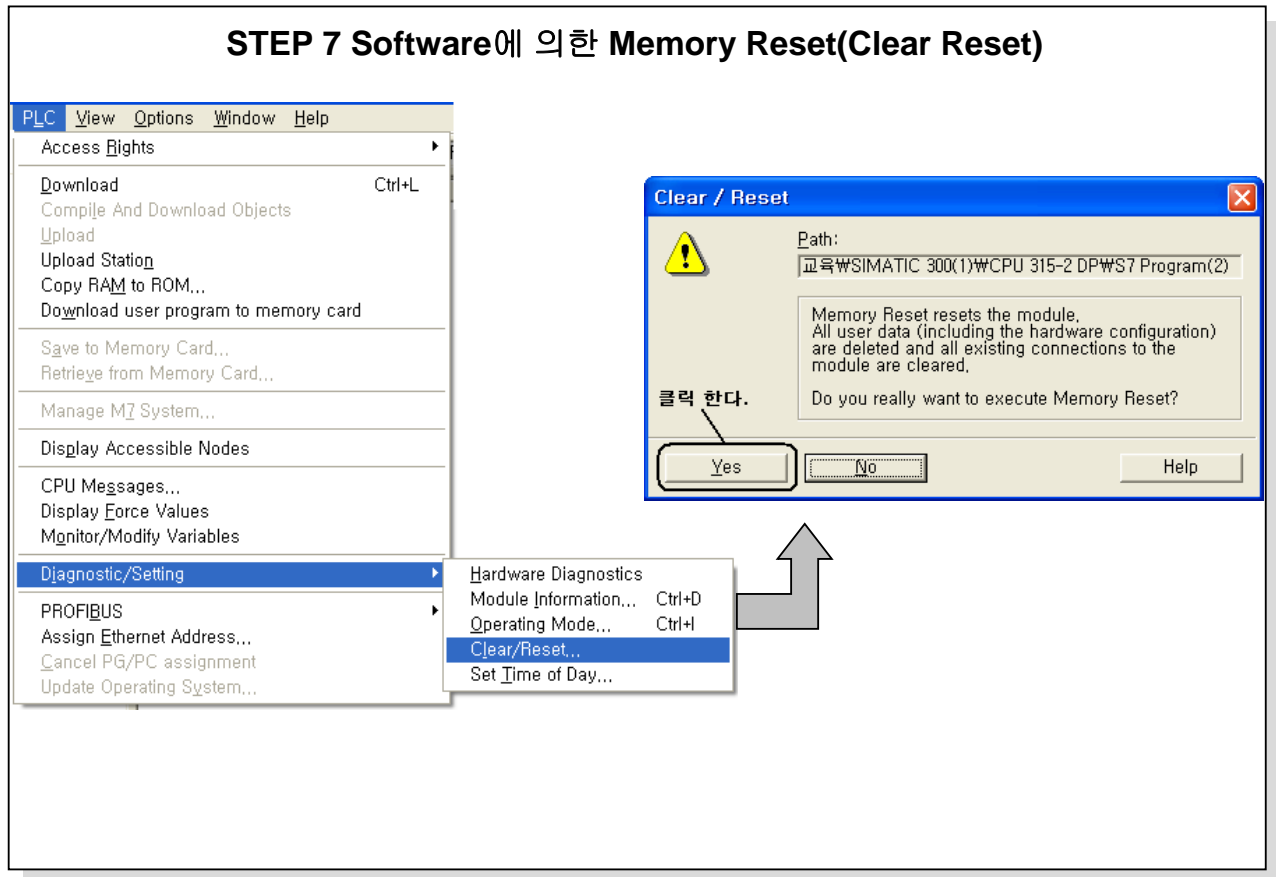 STEP 7 Software에 의한 Memory Reset(Clear Reset)
PLC View Options Window Help
Access Rights
Download Ctrl+L
Compile And Download Objects
Upload
Upload Station
Copy RAM to ROM...
Download user program to memory card
Save to Memory Card...
Retrieve from Memory Card...
Manage M7 System...
Display Accessible Nodes
CPU Messages...
Display Force Values
Monitor/Modify Variables
Diagnostic/Setting
PROFIBUS
Assign Ethernet Address...
Cancel PG/PC assignment
Update Operating System...
Hardware Diagnostics
Module Information... Ctrl+D
Operating Mode... Ctrl+I
Clear/Reset...
Set Time of Day...
Clear / Reset
Path:
교육₩SIMATIC 300(1)₩CPU 315-2 DP₩S7 Program(2)
Memory Reset resets the module.
All user data (including the hardware configuration)
are deleted and all existing connections to the
module are cleared.
Do you really want to execute Memory Reset?
클릭 한다.
Yes No Help